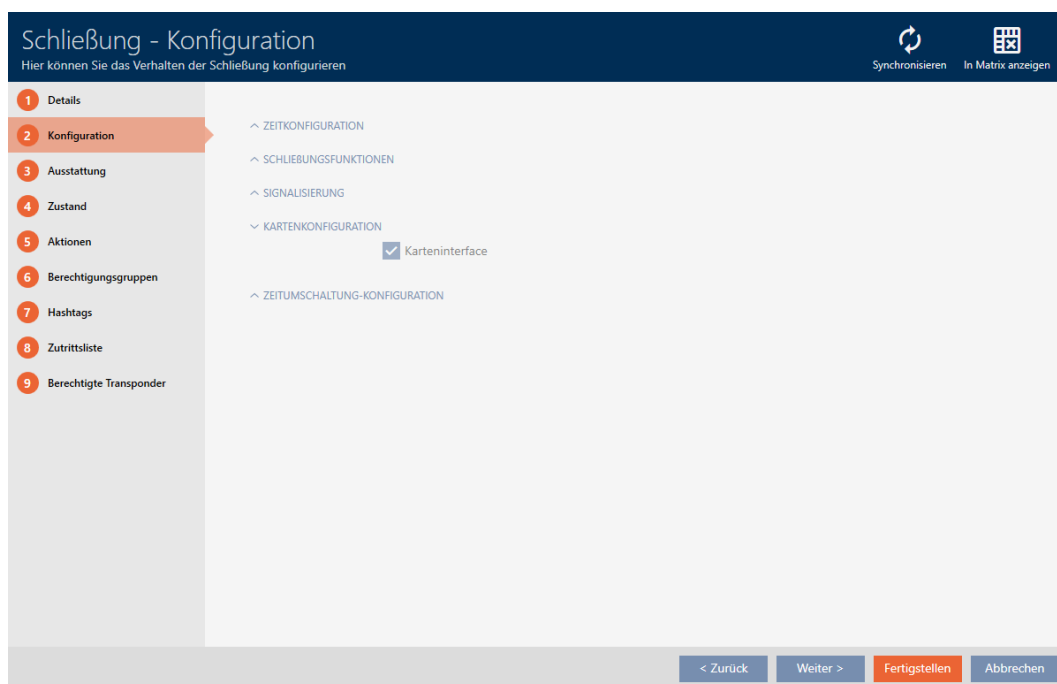 Schließung - Konfiguration
Hier können Sie das Verhalten der Schließung konfigurieren
Synchronisieren
In Matrix anzeigen
1 Details
2 Konfiguration
3 Ausstattung
4 Zustand
5 Aktionen
6 Berechtigungsgruppen
7 Hashtags
8 Zutrittsliste
9 Berechtigte Transponder
ZEITKONFIGURATION
SCHLIEßUNGSFUNKTIONEN
SIGNALISIERUNG
KARTENKONFIGURATION
Karteninterface
ZEITUMSCHALTUNG-KONFIGURATION
< Zurück
Weiter >
Fertigstellen
Abbrechen